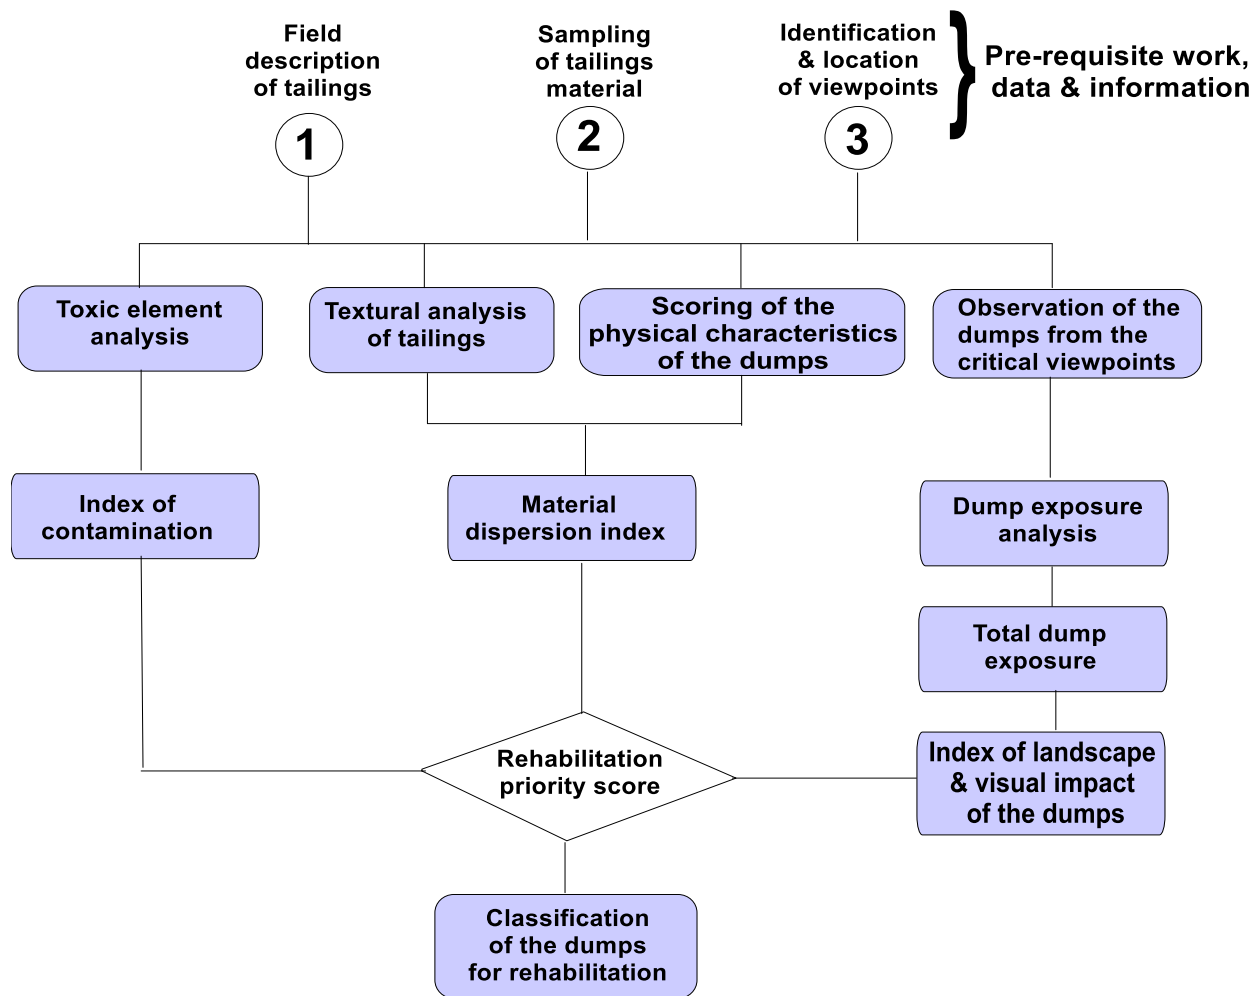 Field
description
of tailings
1
Sampling
of tailings
material
2
Identification
& location
of viewpoints
3
}
Pre-requisite work,
data & information
Toxic element
analysis
Textural analysis
of tailings
Scoring of the
physical characteristics
of the dumps
Observation of the
dumps from the
critical viewpoints
Index of
contamination
Material
dispersion index
Dump exposure
analysis
Total dump
exposure
Index of landscape
& visual impact
of the dumps
Rehabilitation
priority score
Classification
of the dumps
for rehabilitation